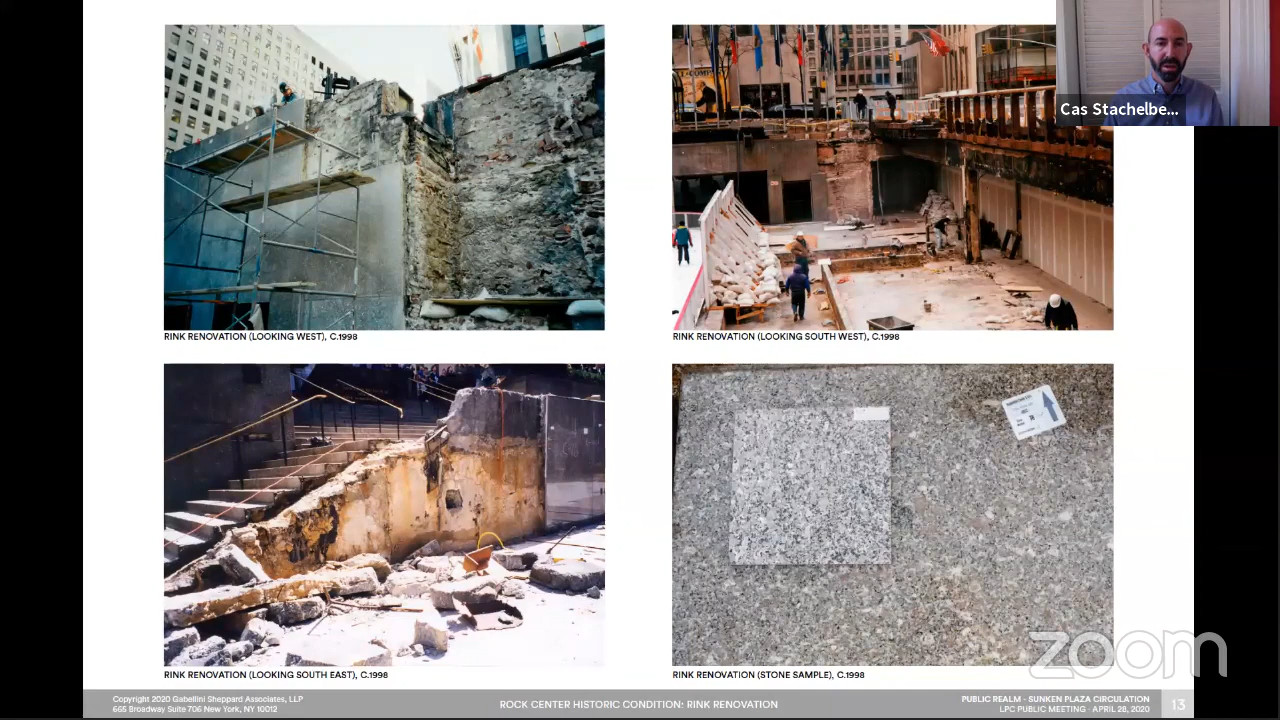 Cas Stachelbe...
RINK RENOVATION (LOOKING WEST), C.1998
RINK RENOVATION (LOOKING SOUTH WEST), C.1998
RINK RENOVATION (LOOKING SOUTH EAST), C.1998
RINK RENOVATION (STONE SAMPLE), C.1998
zoom
Copyright 2020 Gabellini Sheppard Associates, LLP
665 Broadway Suite 706 New York, NY 10012
ROCK CENTER HISTORIC CONDITION: RINK RENOVATION
PUBLIC REALM - SUNKEN PLAZA CIRCULATION
LPC PUBLIC MEETING - APRIL 28, 2020
13